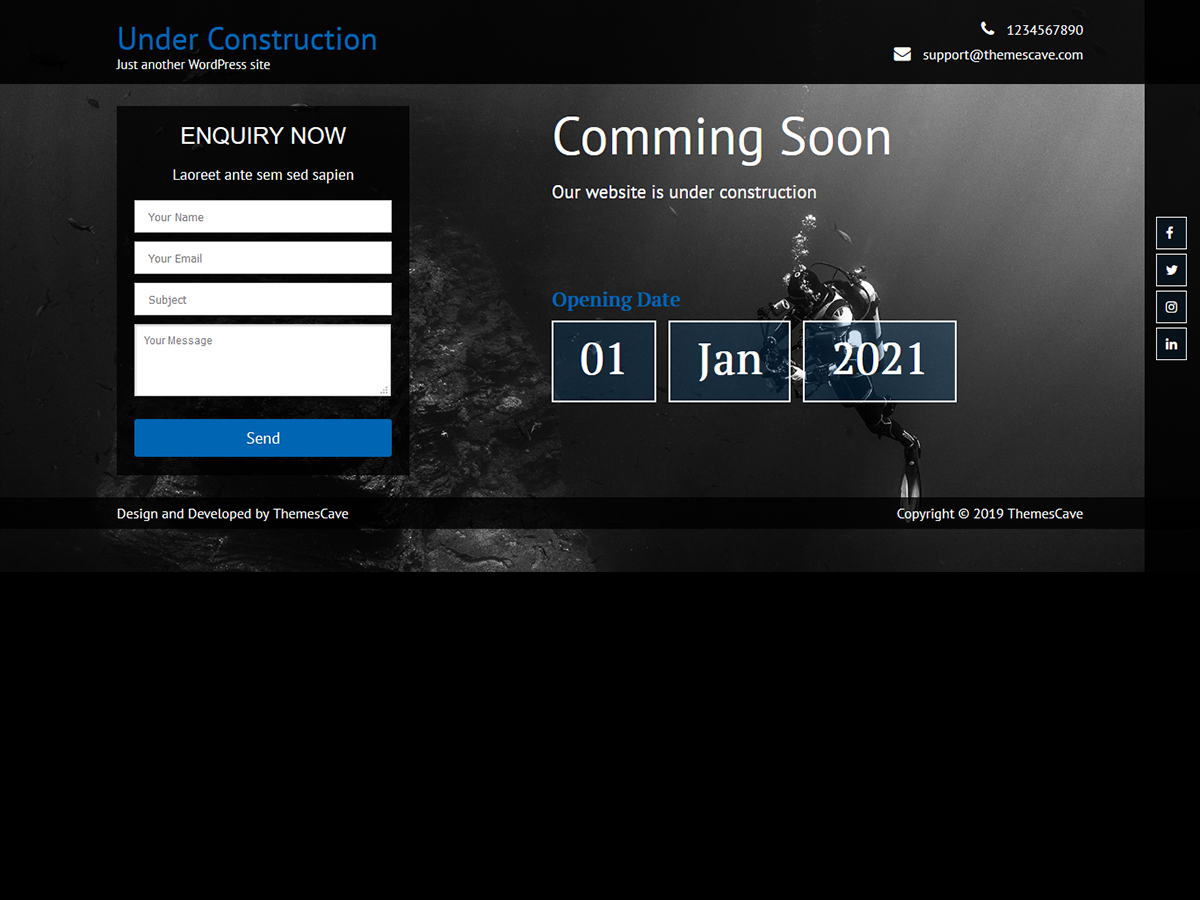 Under Construction
Just another WordPress site
1234567890
support@themescave.com
ENQUIRY NOW
Laoreet ante sem sed sapien
Your Name
Your Email
Subject
Your Message
Send
Comming Soon
Our website is under construction
Opening Date
01 Jan 2021
Design and Developed by ThemesCave
Copyright © 2019 ThemesCave